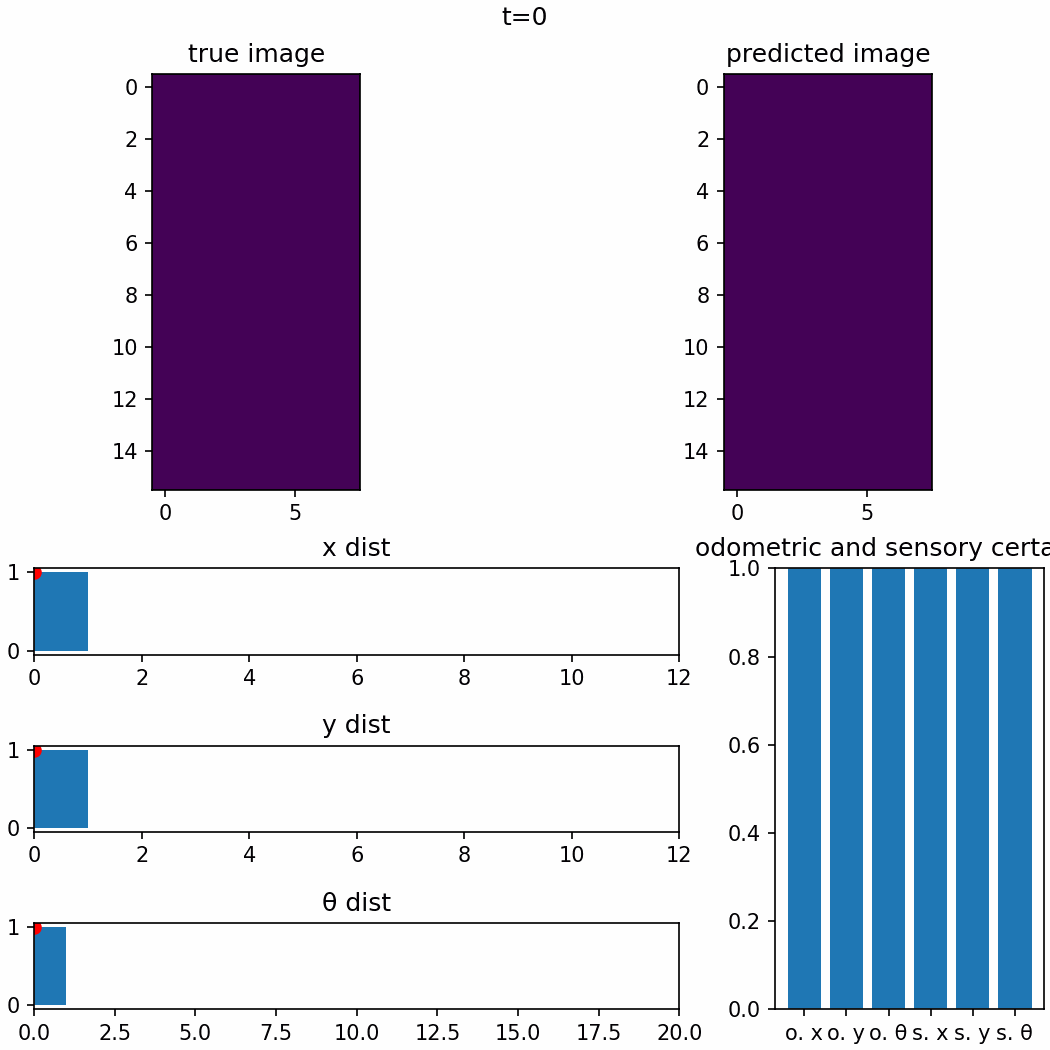 t=0
true image
predicted image
0
2
4
6
8
10
12
14
0 5
0
2
4
6
8
10
12
14
0 5
x dist
1
0
0 2 4 6 8 10 12
y dist
1
0
0 2 4 6 8 10 12
θ dist
1
0
0.0 2.5 5.0 7.5 10.0 12.5 15.0 17.5 20.0
odometric and sensory certa
1.0
0.8
0.6
0.4
0.2
0.0
o. x o. y o. θ s. x s. y s. θ